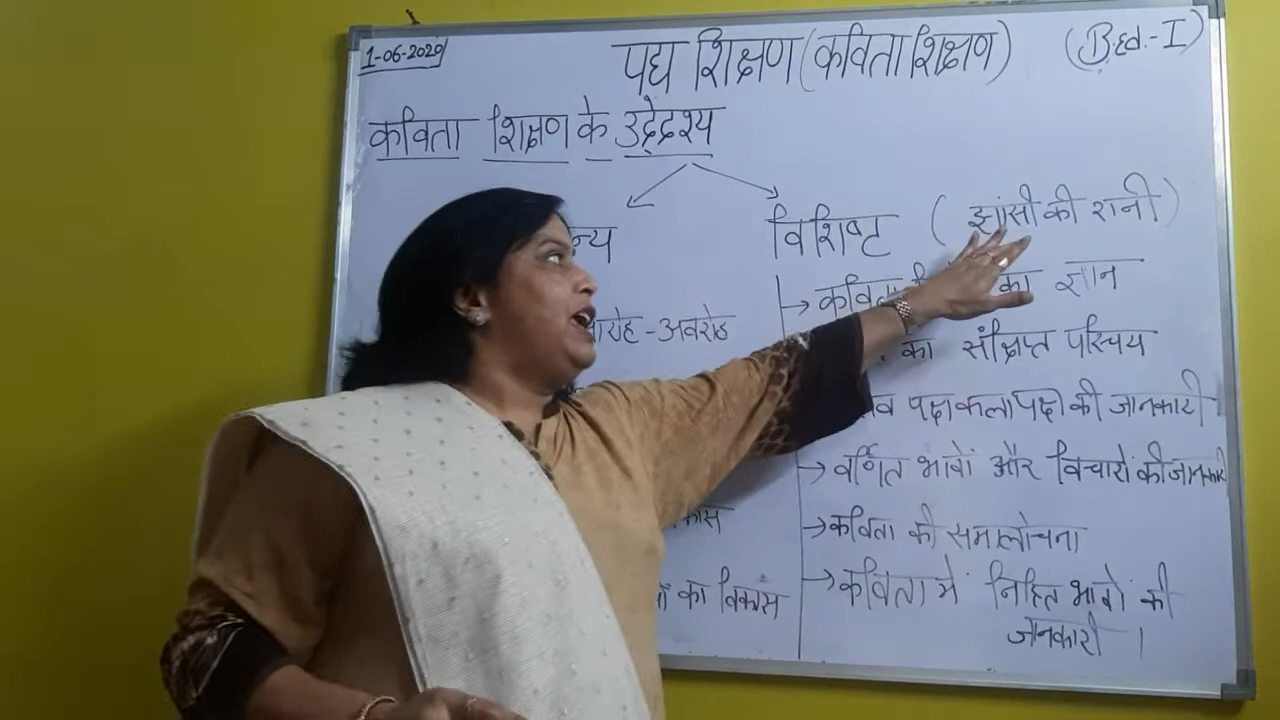 1-06-2020
पद्य शिक्षण (कविता शिक्षण) (B.Ed.-I)
कविता शिक्षण के उद्देश्य
न्य
विशिष्ट (झांसी की रानी)
आरोह-अवरोह
→ कविता का ज्ञान
का संक्षिप्त परिचय
पक्ष कला पक्ष की जानकारी
→ वर्णित भावों और विचारों की जानकारी
→ कविता की समालोचना
का विकास
→ कविता में निहित भावों की
जानकारी ।